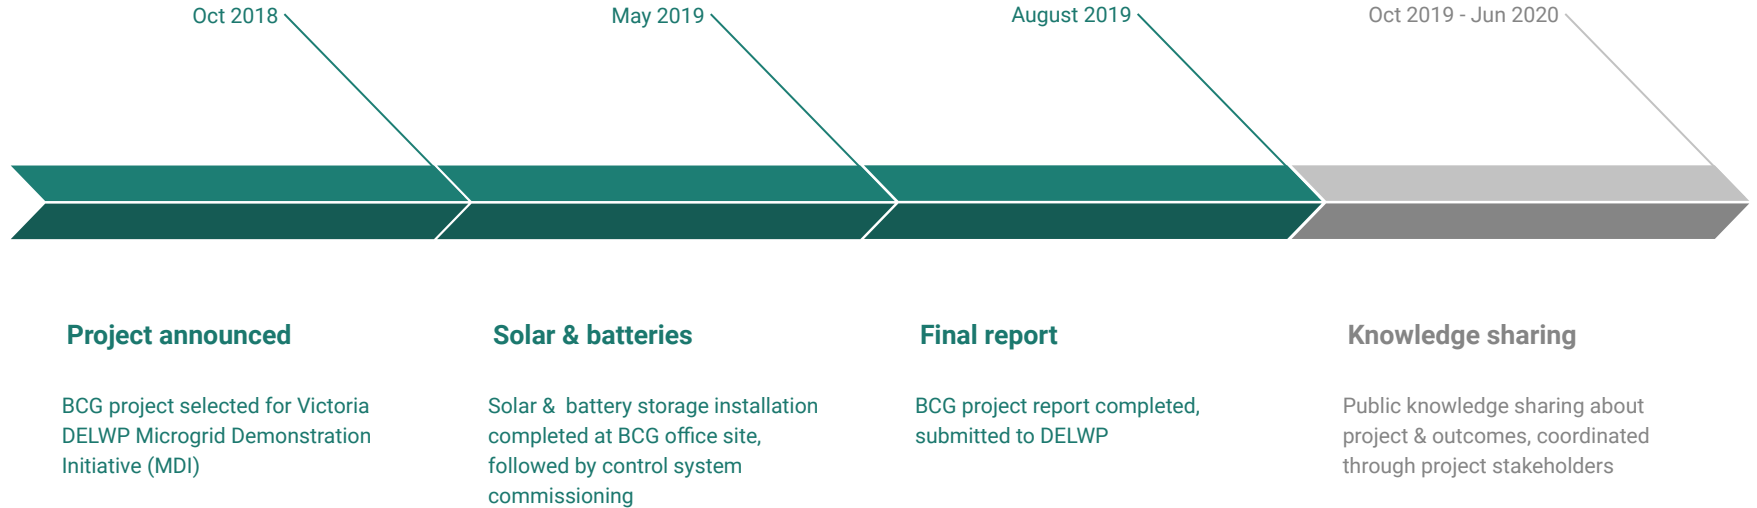 Oct 2018
May 2019
August 2019
Oct 2019 - Jun 2020
Project announced
BCG project selected for Victoria
DELWP Microgrid Demonstration
Initiative (MDI)
Solar & batteries
Solar & battery storage installation
completed at BCG office site,
followed by control system
commissioning
Final report
BCG project report completed,
submitted to DELWP
Knowledge sharing
Public knowledge sharing about
project & outcomes, coordinated
through project stakeholders